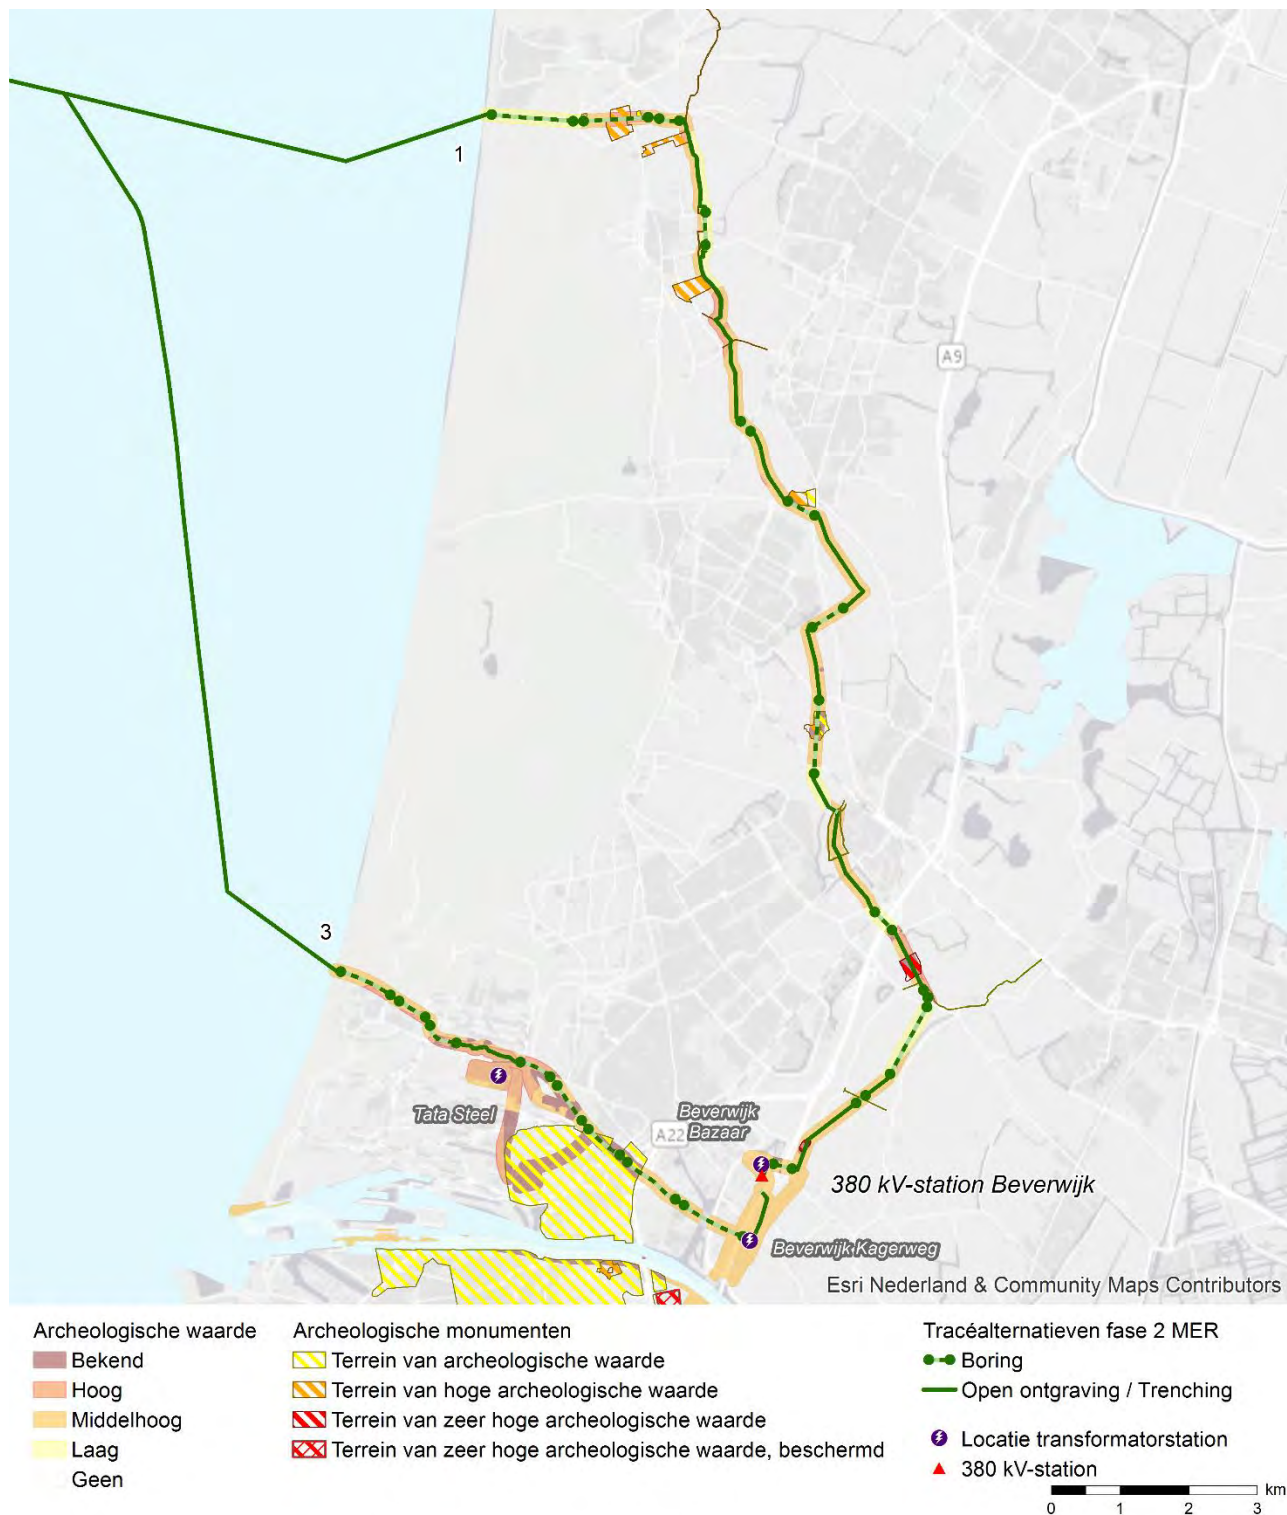 1
A9
3
Tata Steel
Beverwijk
Bazaar
A22
380 kV-station Beverwijk
Beverwijk Kagerweg
Esri Nederland & Community Maps Contributors
Archeologische waarde
Bekend
Hoog
Middelhoog
Laag
Geen
Archeologische monumenten
Terrein van archeologische waarde
Terrein van hoge archeologische waarde
Terrein van zeer hoge archeologische waarde
Terrein van zeer hoge archeologische waarde, beschermd
Tracéalternatieven fase 2 MER
Boring
Open ontgraving / Trenching
Locatie transformatorstation
380 kV-station
km
0 1 2 3